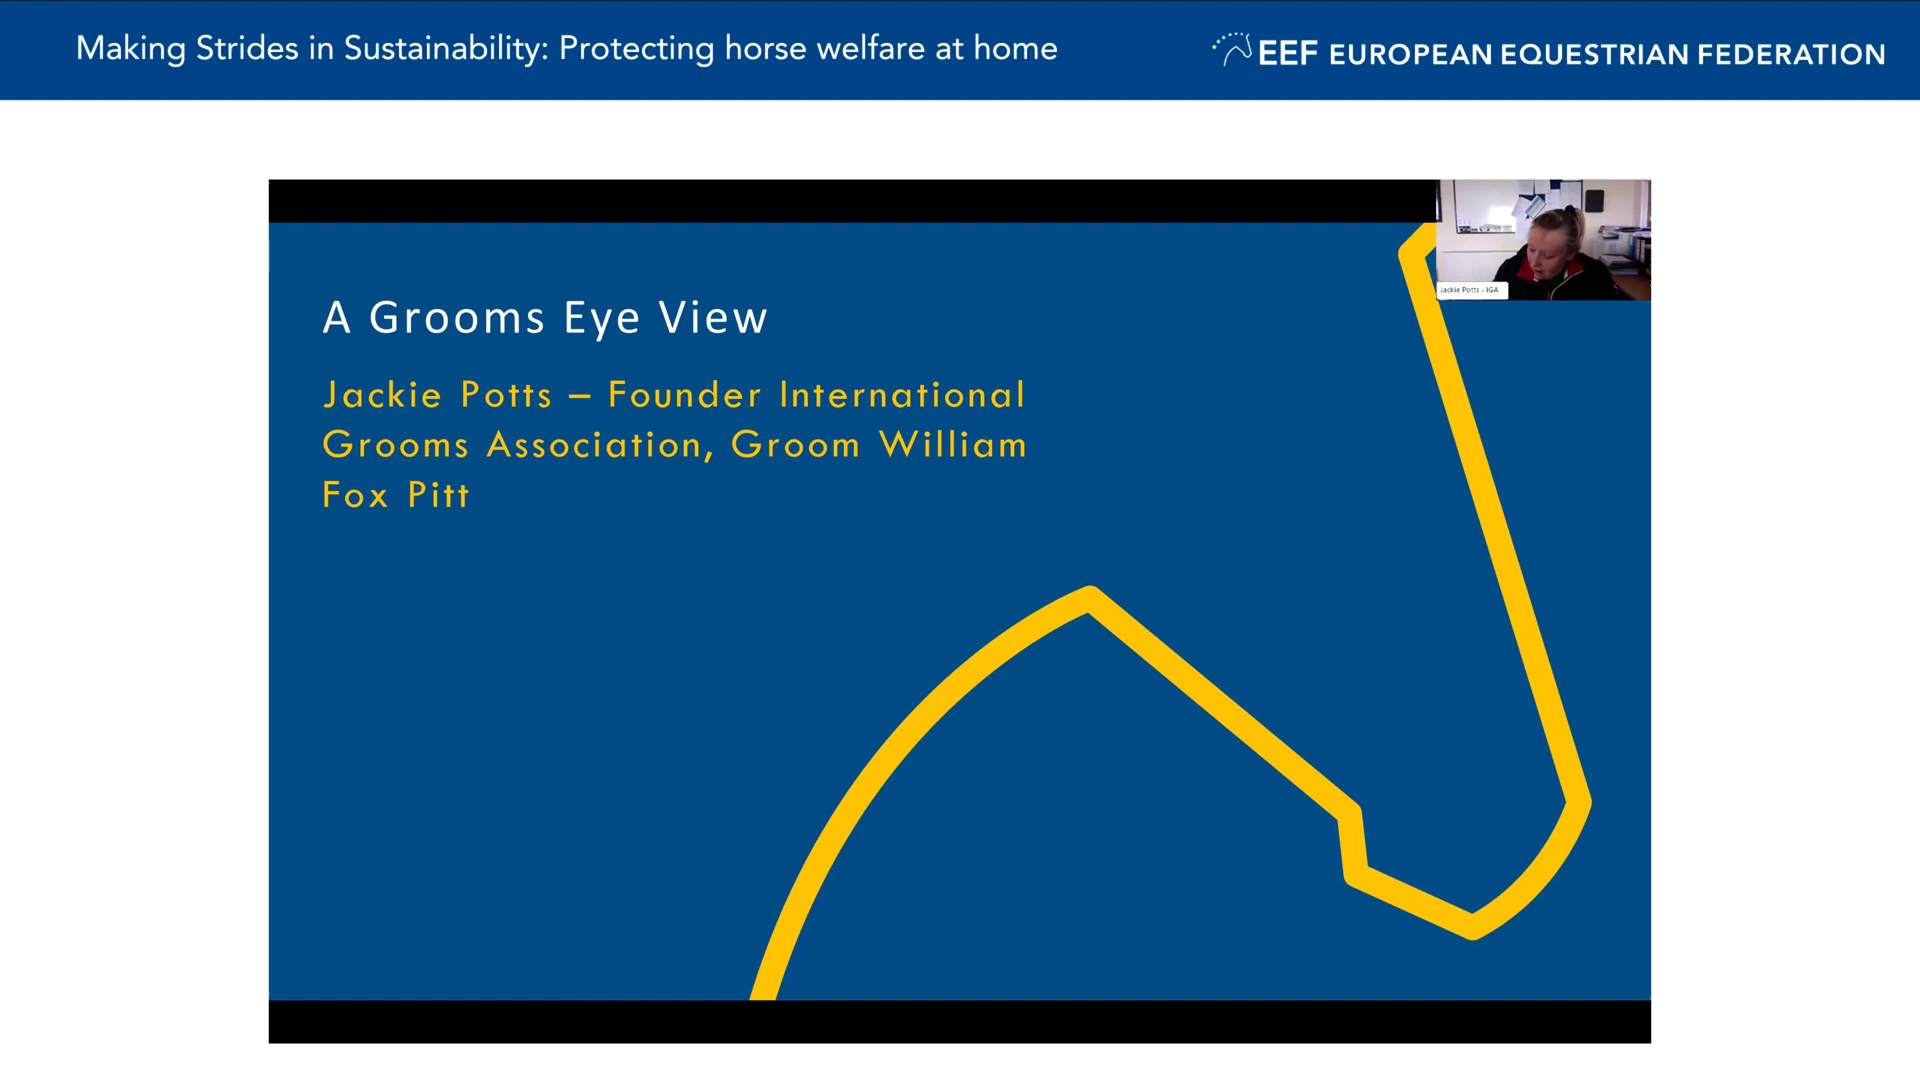 Making Strides in Sustainability: Protecting horse welfare at home
EEF EUROPEAN EQUESTRIAN FEDERATION
Jackie Potts - IGA
A Grooms Eye View
Jackie Potts – Founder International
Grooms Association, Groom William
Fox Pitt